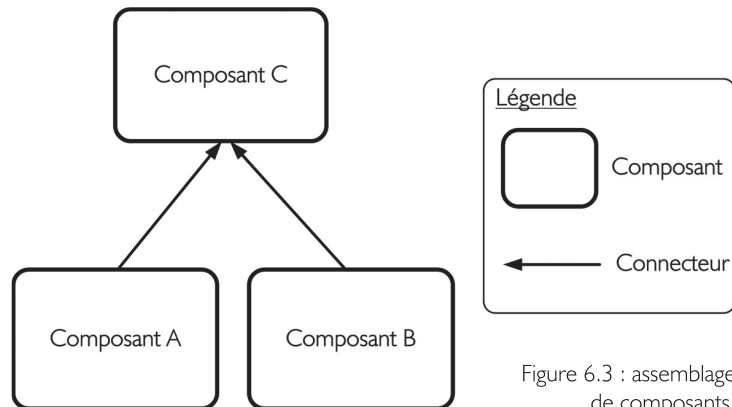 Composant C
Légende
Composant
Connecteur
Composant A
Composant B
Figure 6.3 : assemblage
de composants